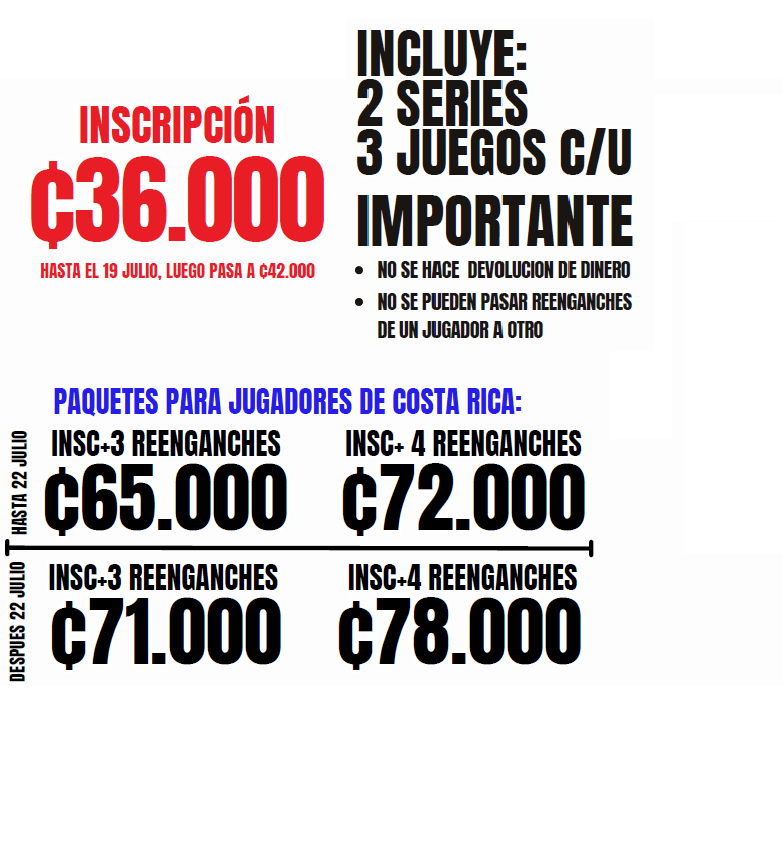 INSCRIPCIÓN
₡36.000
HASTA EL 19 JULIO, LUEGO PASA A ₡42.000
INCLUYE:
2 SERIES
3 JUEGOS C/U
IMPORTANTE
• NO SE HACE DEVOLUCION DE DINERO
• NO SE PUEDEN PASAR REENGANCHES
DE UN JUGADOR A OTRO
PAQUETES PARA JUGADORES DE COSTA RICA:
HASTA 22 JULIO
INSC+3 REENGANCHES
₡65.000
INSC+ 4 REENGANCHES
₡72.000
DESPUES 22 JULIO
INSC+3 REENGANCHES
₡71.000
INSC+4 REENGANCHES
₡78.000